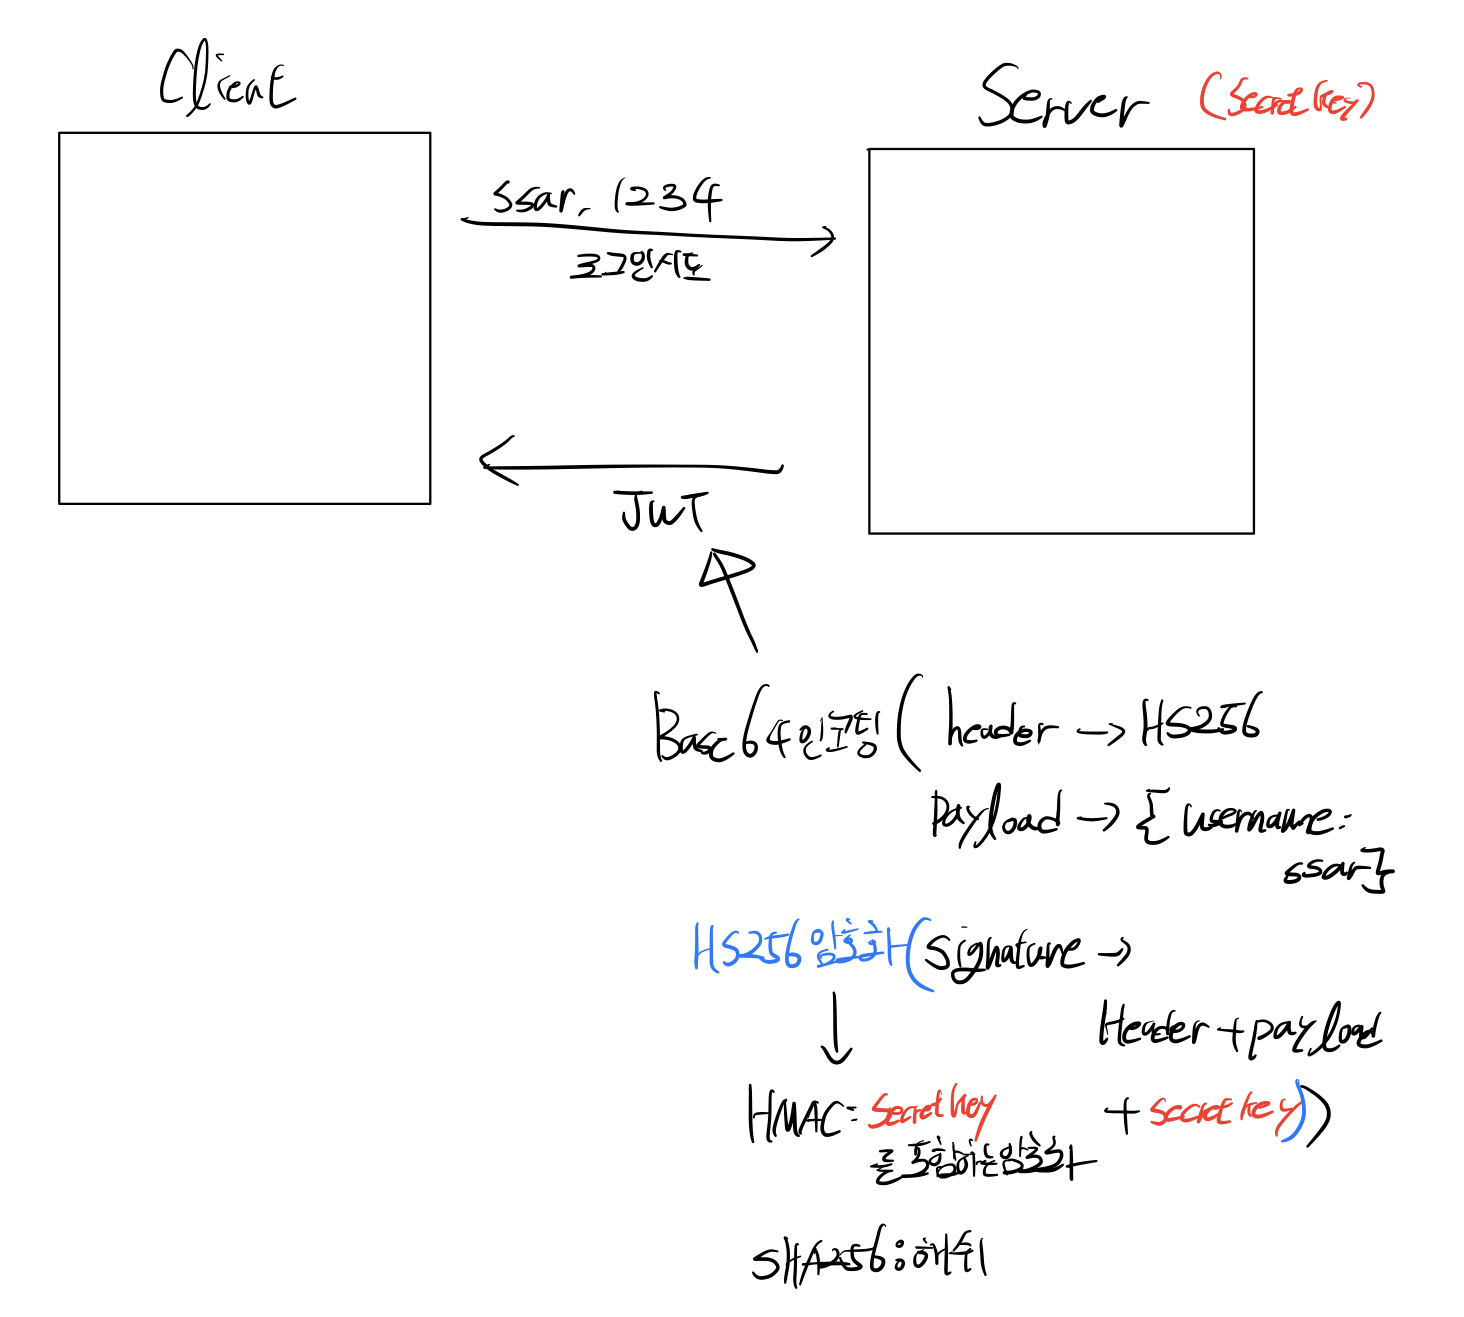 Client
Server (Secret key)
ssar, 1234
로그인시도
JWT
Base64인코딩 ( header → HS256
payload → { username:
ssar}
HS256 암호화 ( signature →
Header + payload
+ secret key ) )
HMAC: secret key
를 포함하는 암호화
SHA256 : 해쉬